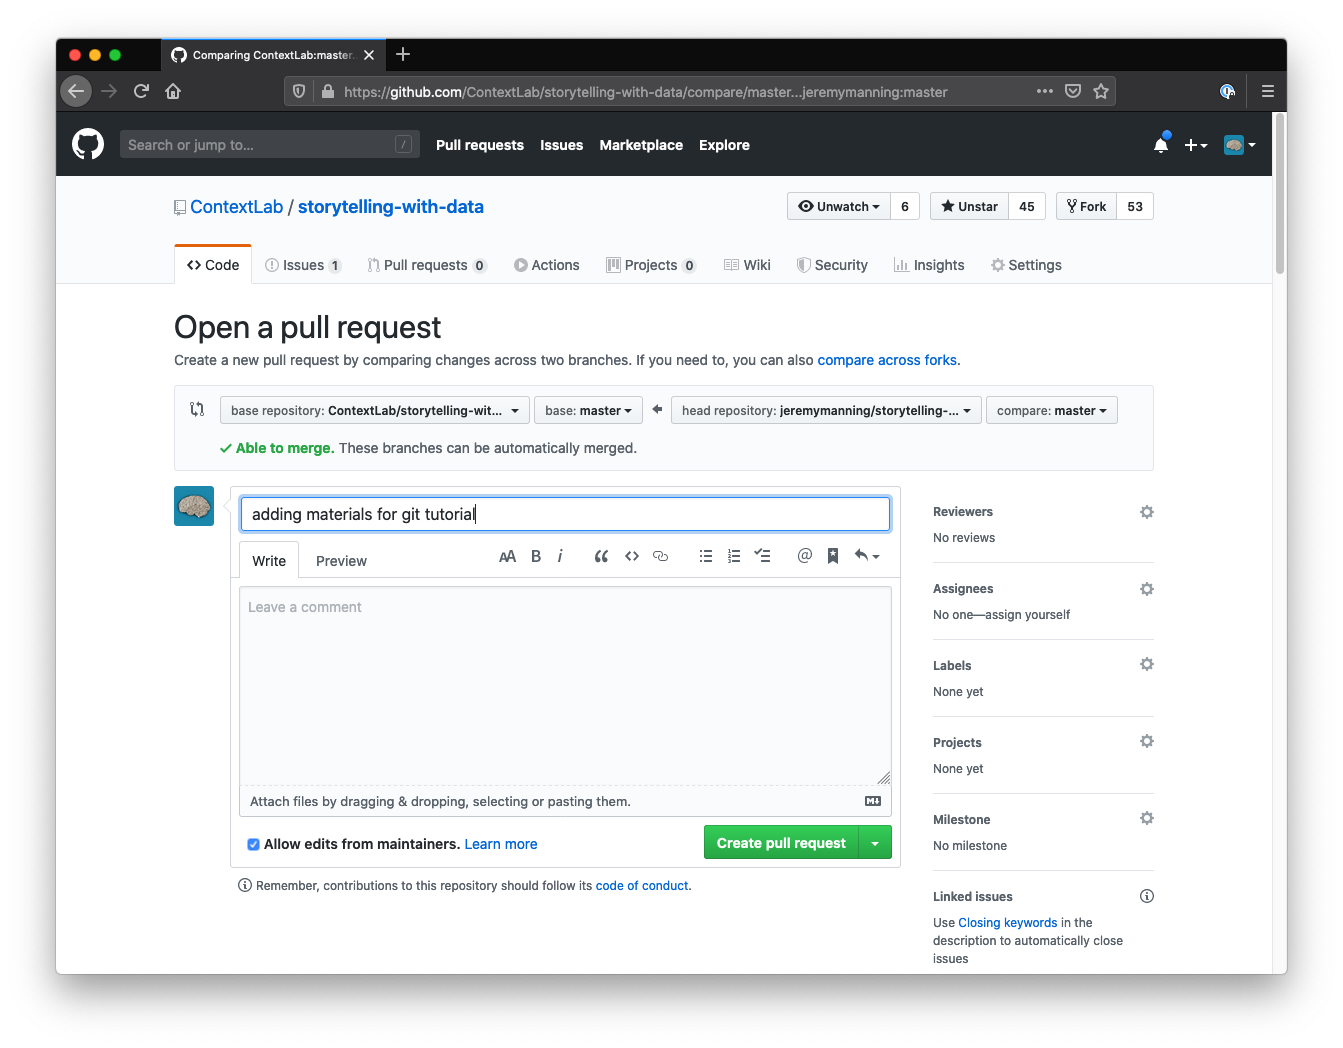 Comparing ContextLab:master
https://github.com/ContextLab/storytelling-with-data/compare/master...jeremymanning:master
Search or jump to... /
Pull requests Issues Marketplace Explore
ContextLab / storytelling-with-data
Unwatch 6 Unstar 45 Fork 53
Code Issues 1 Pull requests 0 Actions Projects 0 Wiki Security Insights Settings
Open a pull request
Create a new pull request by comparing changes across two branches. If you need to, you can also compare across forks.
base repository: ContextLab/storytelling-wit... base: master head repository: jeremymanning/storytelling-... compare: master
Able to merge. These branches can be automatically merged.
adding materials for git tutorial
Write Preview
Leave a comment
Attach files by dragging & dropping, selecting or pasting them.
Allow edits from maintainers. Learn more
Create pull request
Remember, contributions to this repository should follow its code of conduct.
Reviewers
No reviews
Assignees
No one—assign yourself
Labels
None yet
Projects
None yet
Milestone
No milestone
Linked issues
Use Closing keywords in the
description to automatically close
issues